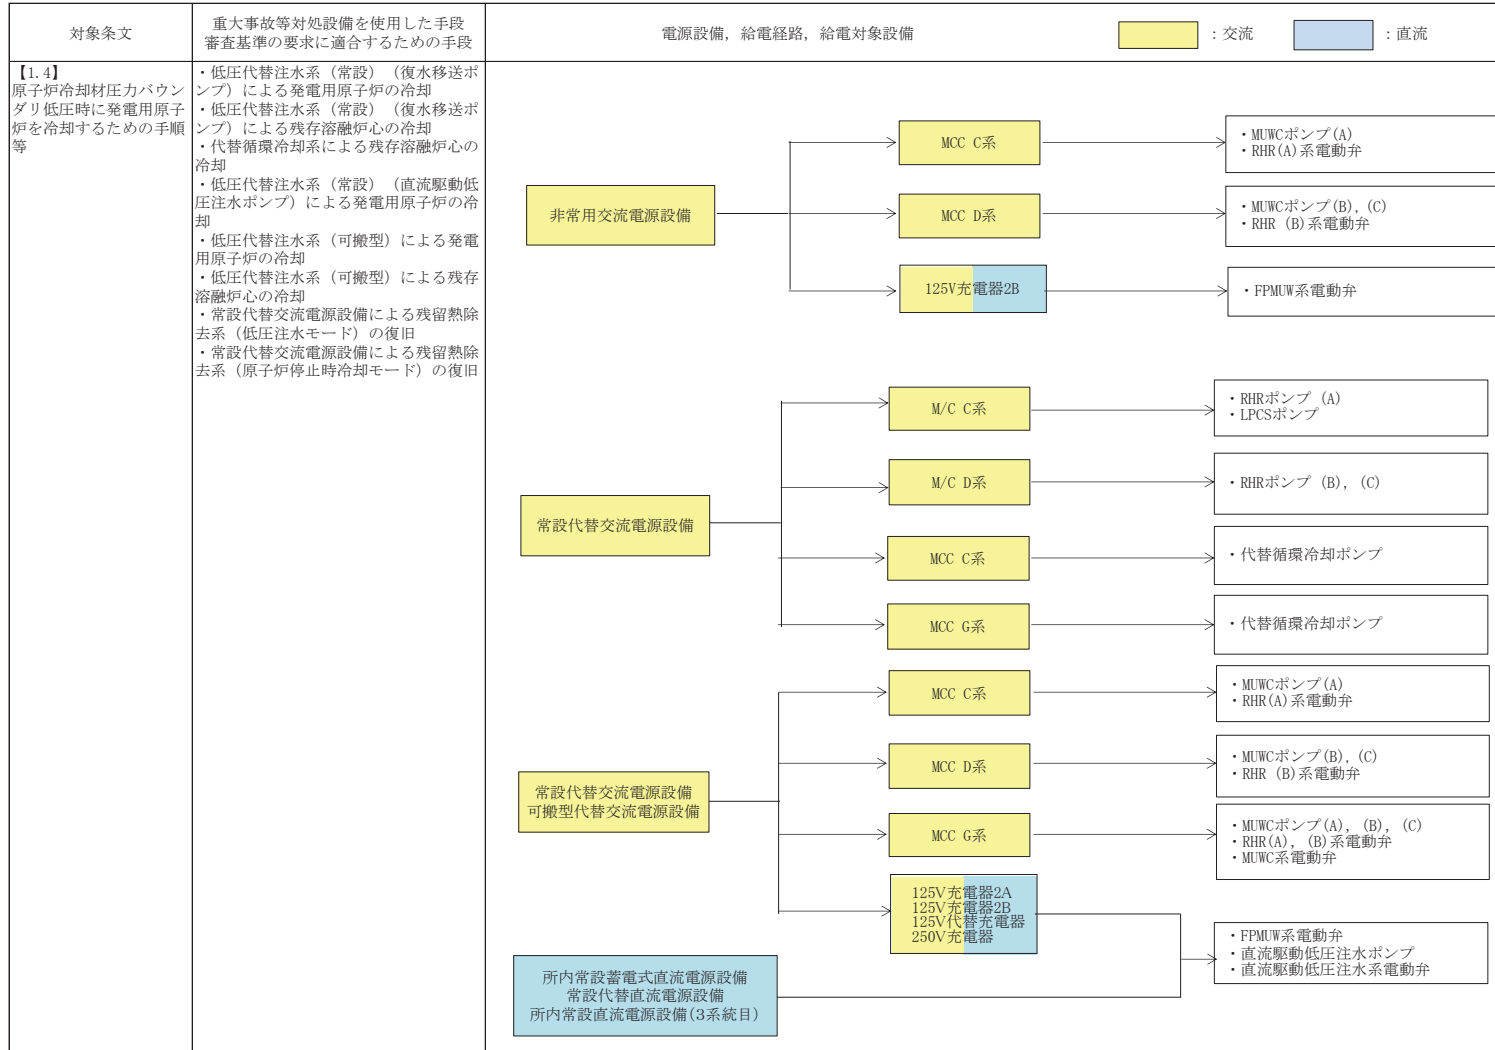 対象条文
重大事故等対処設備を使用した手段
審査基準の要求に適合するための手段
電源設備，給電経路，給電対象設備
：交流
：直流
【1.4】
原子炉冷却材圧力バウン
ダリ低圧時に発電用原子
炉を冷却するための手順
等
・低圧代替注水系（常設）（復水移送ポ
ンプ）による発電用原子炉の冷却
・低圧代替注水系（常設）（復水移送ポ
ンプ）による残存溶融炉心の冷却
・代替循環冷却系による残存溶融炉心の
冷却
・低圧代替注水系（常設）（直流駆動低
圧注水ポンプ）による発電用原子炉の冷
却
・低圧代替注水系（可搬型）による発電
用原子炉の冷却
・低圧代替注水系（可搬型）による残存
溶融炉心の冷却
・常設代替交流電源設備による残留熱除
去系（低圧注水モード）の復旧
・常設代替交流電源設備による残留熱除
去系（原子炉停止時冷却モード）の復旧
非常用交流電源設備
MCC C系
・MUWCポンプ(A)
・RHR(A)系電動弁
MCC D系
・MUWCポンプ(B), (C)
・RHR (B)系電動弁
125V充電器2B
・FPMUW系電動弁
常設代替交流電源設備
M/C C系
・RHRポンプ (A)
・LPCSポンプ
M/C D系
・RHRポンプ (B), (C)
MCC C系
・代替循環冷却ポンプ
MCC G系
・代替循環冷却ポンプ
常設代替交流電源設備
可搬型代替交流電源設備
MCC C系
・MUWCポンプ(A)
・RHR(A)系電動弁
MCC D系
・MUWCポンプ(B), (C)
・RHR (B)系電動弁
MCC G系
・MUWCポンプ(A), (B), (C)
・RHR(A), (B)系電動弁
・MUWC系電動弁
125V充電器2A
125V充電器2B
125V代替充電器
250V充電器
・FPMUW系電動弁
・直流駆動低圧注水ポンプ
・直流駆動低圧注水系電動弁
所内常設蓄電式直流電源設備
常設代替直流電源設備
所内常設直流電源設備(3系統目)